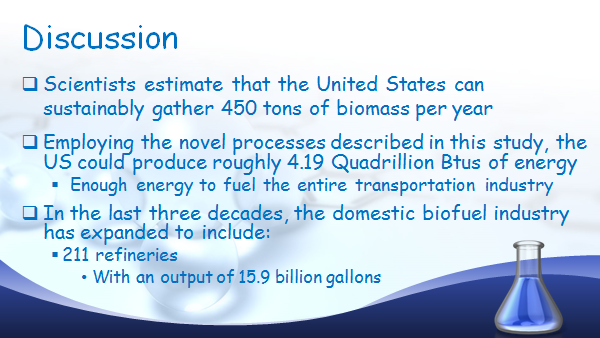 Discussion
❑ Scientists estimate that the United States can
sustainably gather 450 tons of biomass per year
❑ Employing the novel processes described in this study, the
US could produce roughly 4.19 Quadrillion Btus of energy
▪ Enough energy to fuel the entire transportation industry
❑ In the last three decades, the domestic biofuel industry
has expanded to include:
▪ 211 refineries
• With an output of 15.9 billion gallons